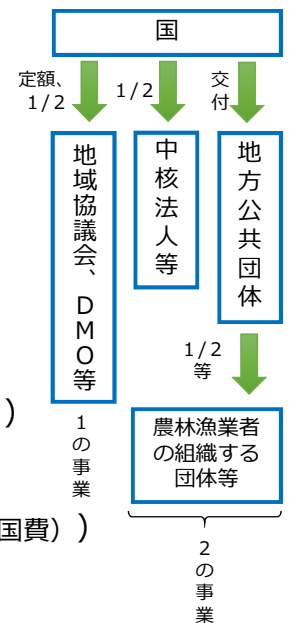 国
定額、
1/2
1/2
交
付
地域協議会、DMO等
中核法人等
地方公共団体
1/2
等
）
1の事業
農林漁業者
の組織する
団体等
国費））
2の事業